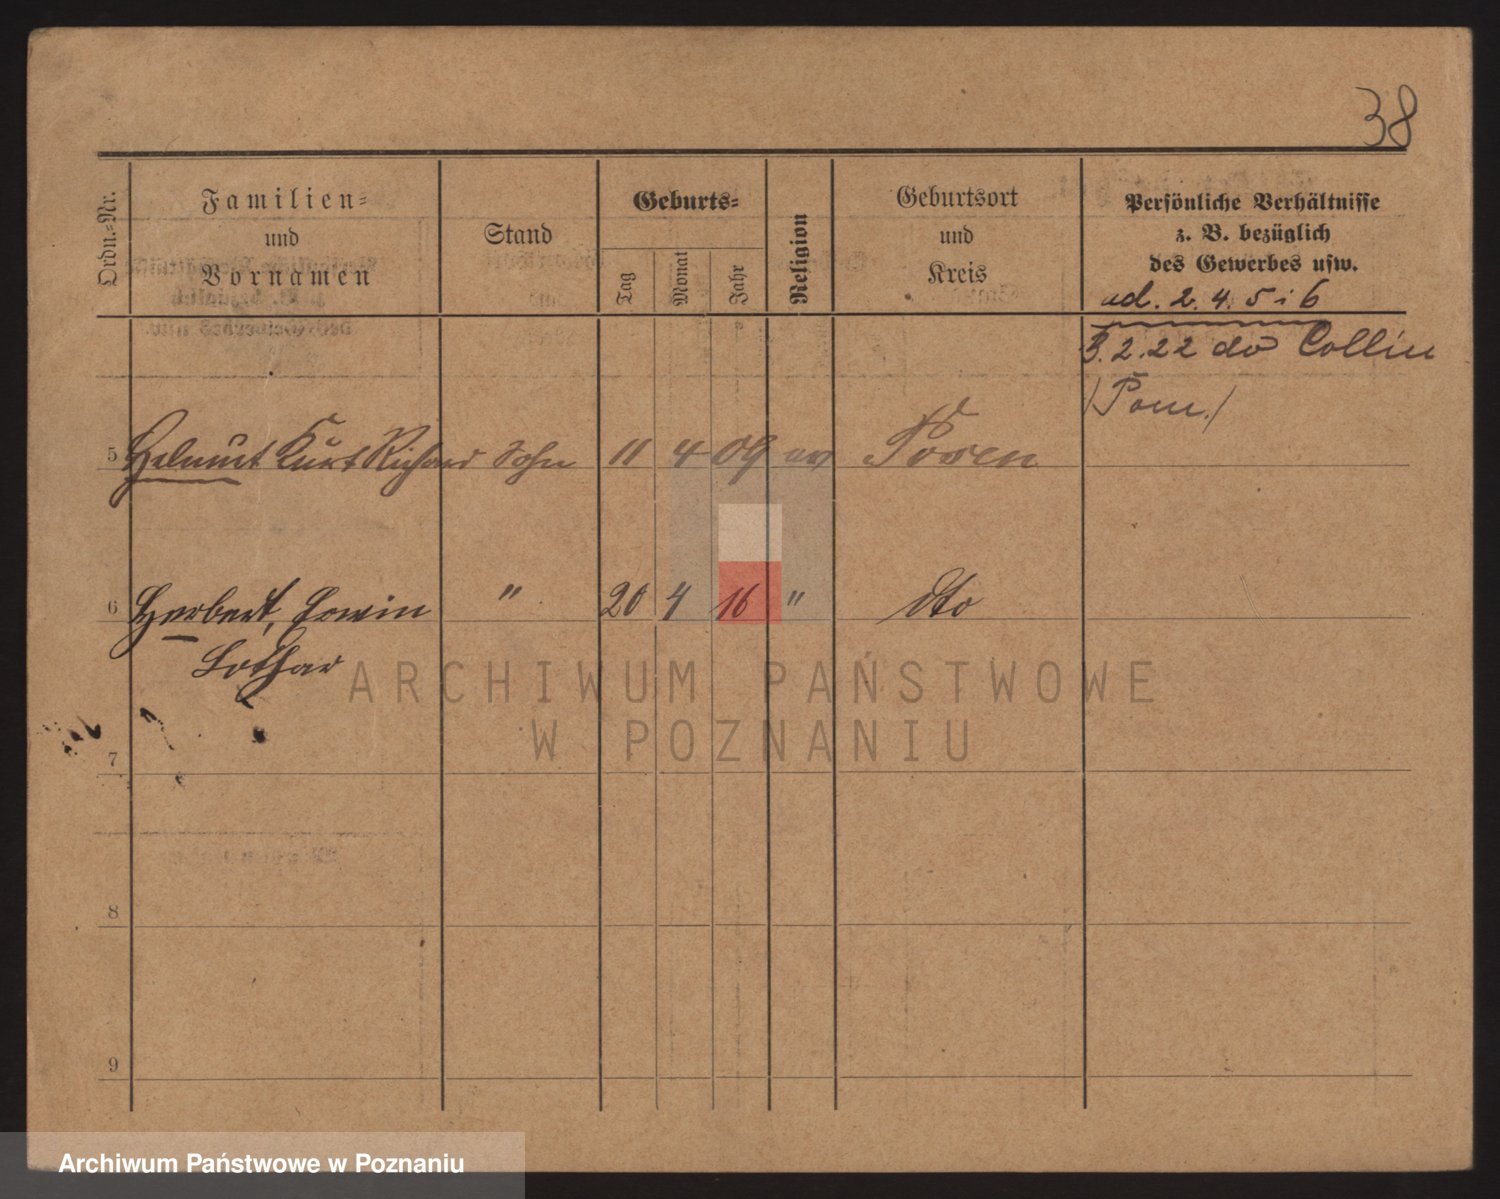 38
Ordn.-Nr.
Familien-
und
Vornamen
Stand
Geburts-
Tag
Monat
Jahr
Religion
Geburtsort
und
Kreis
Persönliche Verhältnisse
z. B. bezüglich
des Gewerbes usw.
ad. 2. 4. 5 i 6
3.2.22 do Collin
/Pom./
5 Helmut Kurt Richard Sohn 11 4 09 ev Posen
6 Herbert, Erwin " 20 4 16 " dto
Lothar
7
8
9
ARCHIWUM PAŃSTWOWE
W POZNANIU
Archiwum Państwowe w Poznaniu